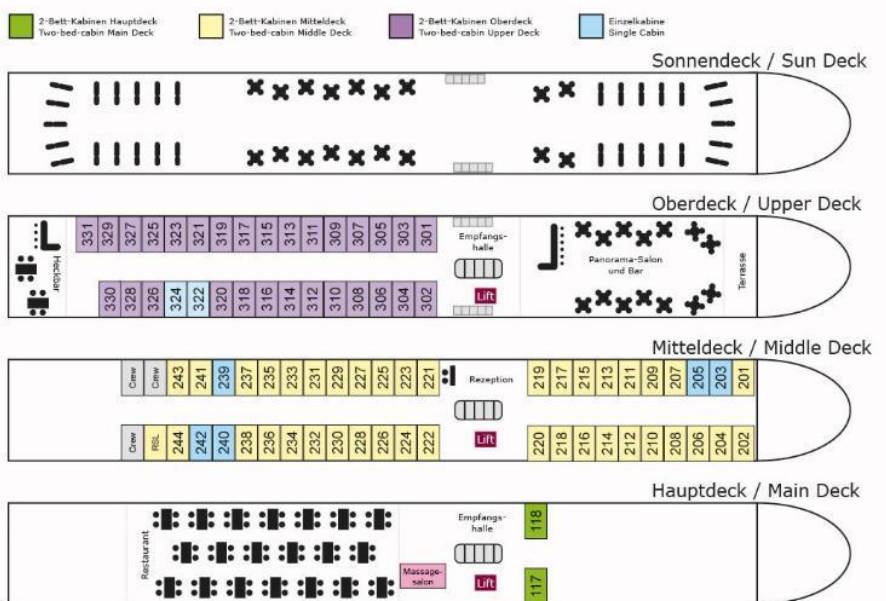 2-Bett-Kabinen Hauptdeck
Two-bed-cabin Main Deck
2-Bett-Kabinen Mitteldeck
Two-bed-cabin Middle Deck
2-Bett-Kabinen Oberdeck
Two-bed-cabin Upper Deck
Einzelkabine
Single Cabin
Sonnendeck / Sun Deck
Oberdeck / Upper Deck
331 329 327 325 323 321 319 317 315 313 311 309 307 305 303 301
Empfangs-
halle
Heckbar
Panorama-Salon
und Bar
Terrasse
330 328 326 324 322 320 318 316 314 312 310 308 306 304 302
Lift
Mitteldeck / Middle Deck
Crew Crew 243 241 239 237 235 233 231 229 227 225 223 221
Rezeption
219 217 215 213 211 209 207 205 203 201
Crew RSL 244 242 240 238 236 234 232 230 228 226 224 222
Lift
220 218 216 214 212 210 208 206 204 202
Hauptdeck / Main Deck
Restaurant
Empfangs-
halle
118
Massage-
salon
Lift
117